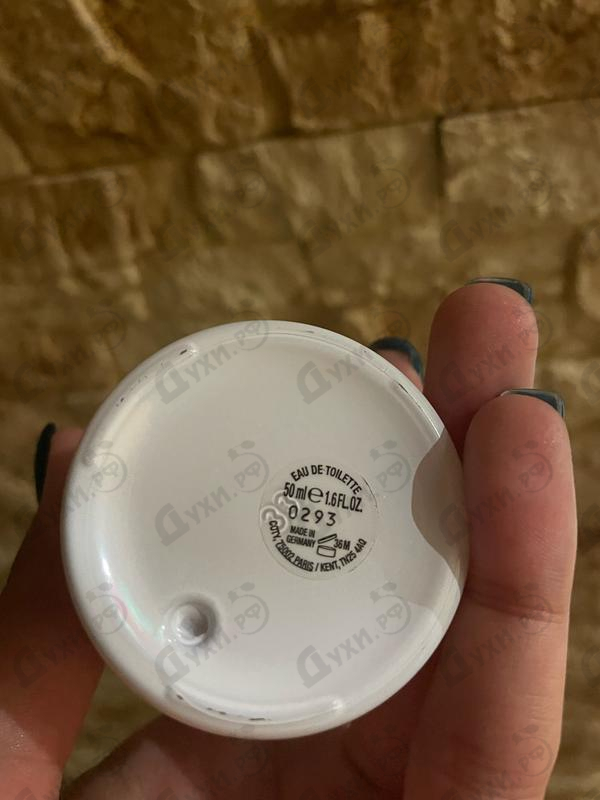 EAU DE TOILETTE
50 ml e 1.6 FL.OZ.
0293
MADE IN
GERMANY
36M
COTY, 75002 PARIS / KENT, TN25 4AQ
Духи.рф